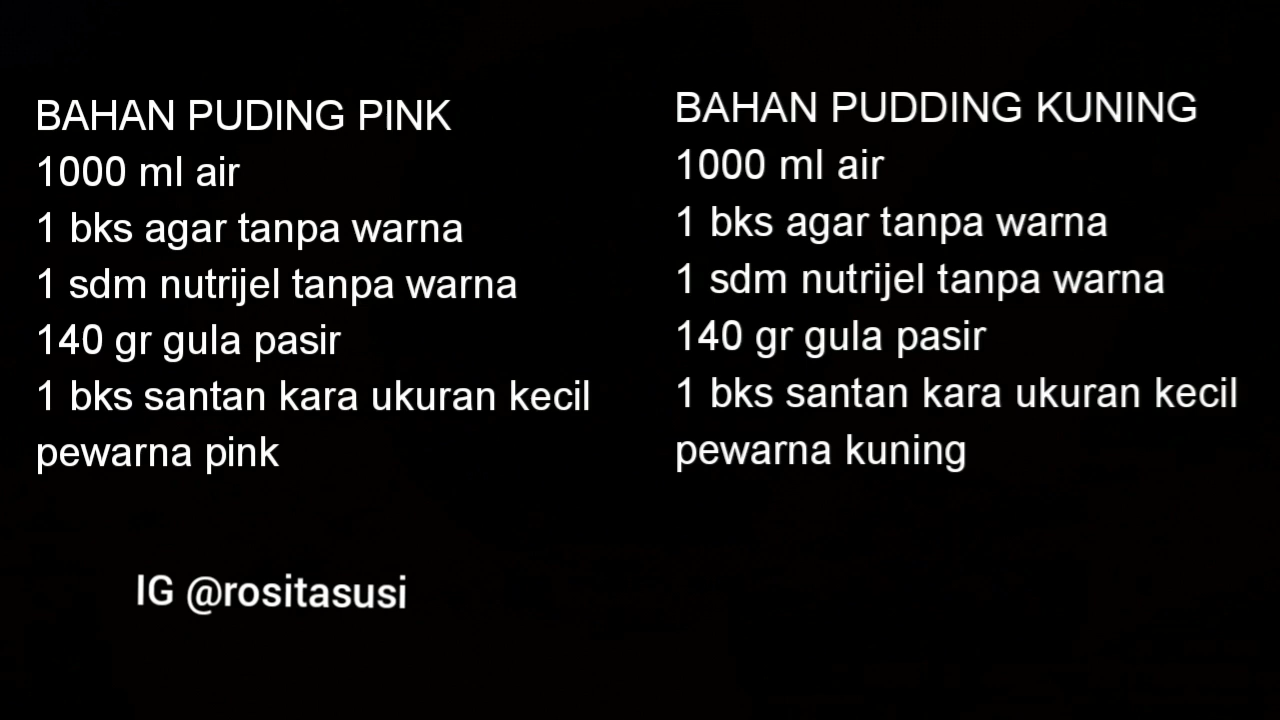 BAHAN PUDING PINK
1000 ml air
1 bks agar tanpa warna
1 sdm nutrijel tanpa warna
140 gr gula pasir
1 bks santan kara ukuran kecil
pewarna pink
BAHAN PUDDING KUNING
1000 ml air
1 bks agar tanpa warna
1 sdm nutrijel tanpa warna
140 gr gula pasir
1 bks santan kara ukuran kecil
pewarna kuning
IG @rositasusi